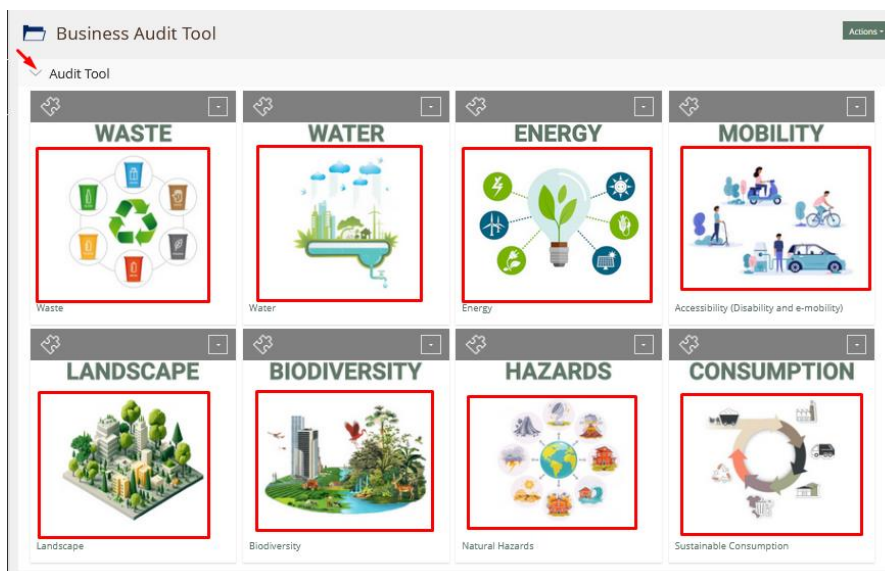 Business Audit Tool
Actions
Audit Tool
WASTE
WATER
ENERGY
MOBILITY
Waste
Water
Energy
Accessibility (Disability and e-mobility)
LANDSCAPE
BIODIVERSITY
HAZARDS
CONSUMPTION
Landscape
Biodiversity
Natural Hazards
Sustainable Consumption